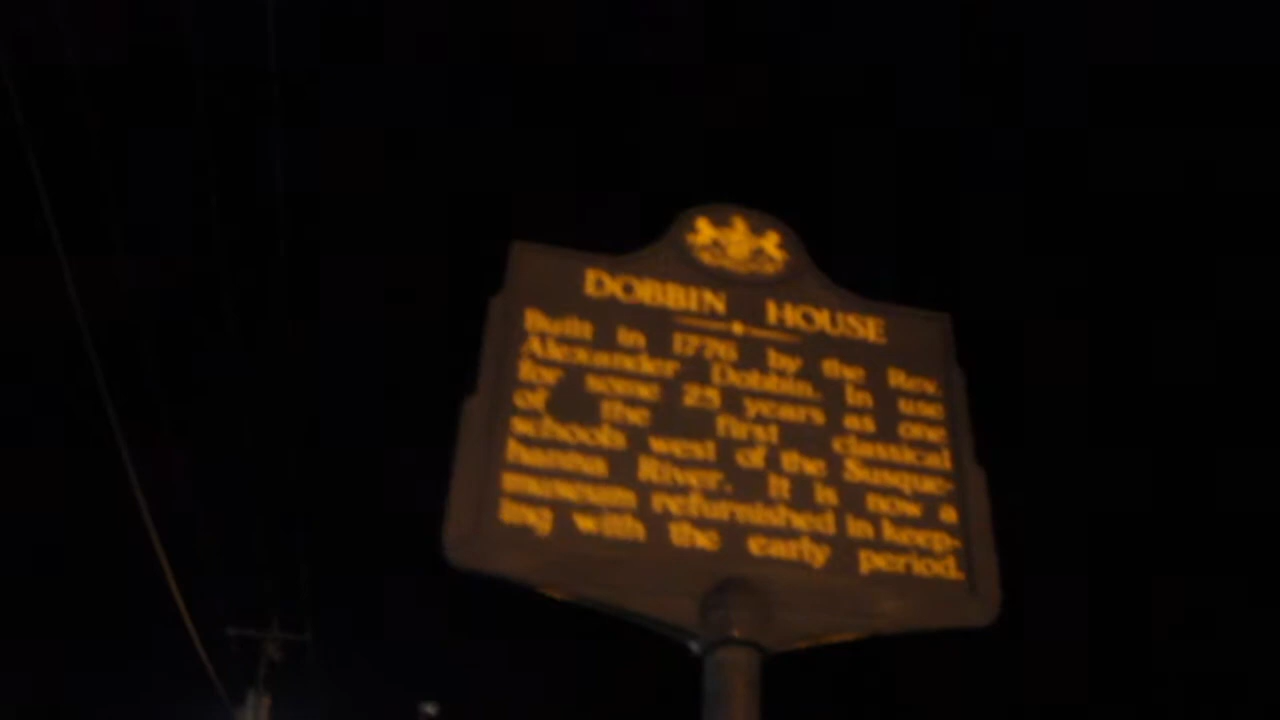 DOBBIN HOUSE
Built in 1776 by the Rev.
Alexander Dobbin. In use
for some 25 years as one
of the first classical
schools west of the Susque-
hanna River. It is now a
museum refurnished in keep-
ing with the early period.